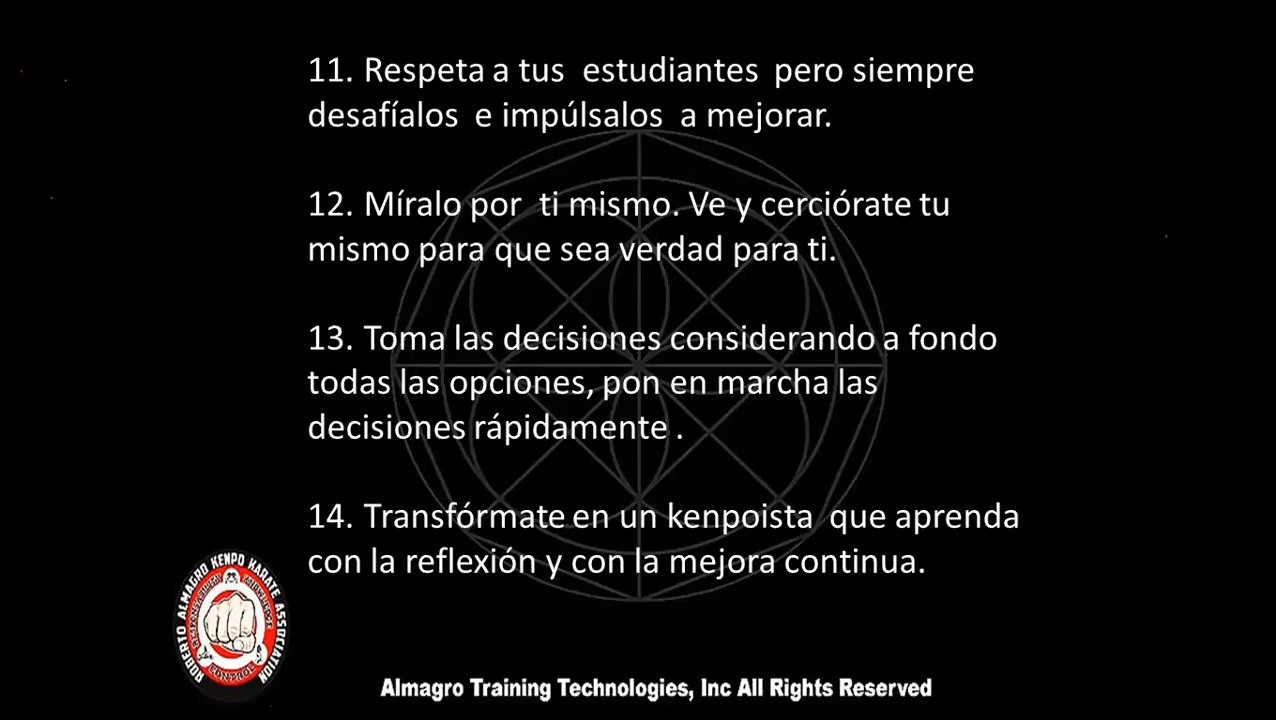 11. Respeta a tus estudiantes pero siempre
desafíalos e impúlsalos a mejorar.
12. Míralo por ti mismo. Ve y cerciórate tu
mismo para que sea verdad para ti.
13. Toma las decisiones considerando a fondo
todas las opciones, pon en marcha las
decisiones rápidamente .
14. Transfórmate en un kenpoista que aprenda
con la reflexión y con la mejora continua.
ROBERTO ALMAGRO KENPO KARATE ASSOCIATION
RESPONSABILITY
KNOWLEDGE
CONTROL
Almagro Training Technologies, Inc All Rights Reserved